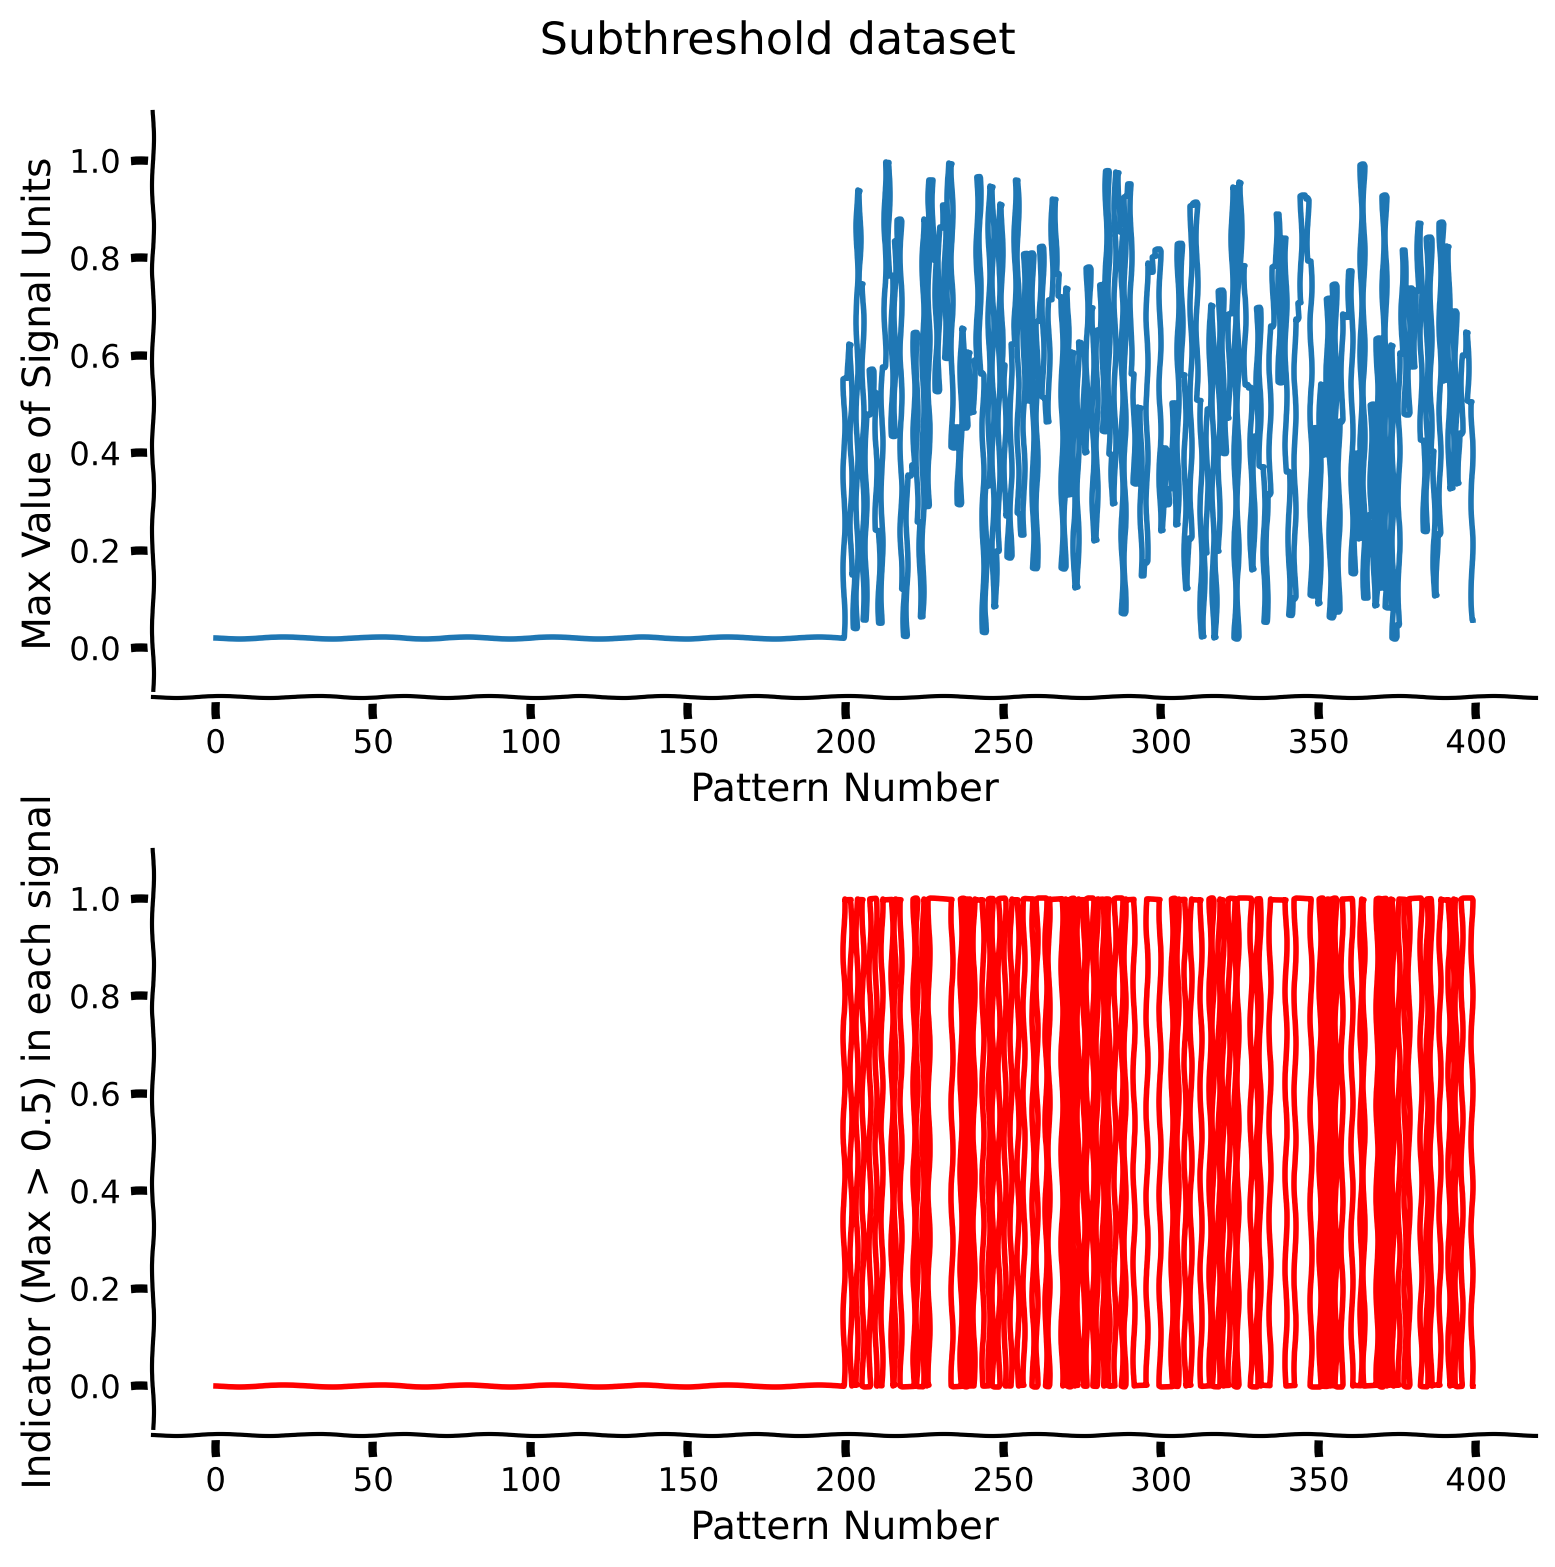 Subthreshold dataset
Max Value of Signal Units
1.0
0.8
0.6
0.4
0.2
0.0
0 50 100 150 200 250 300 350 400
Pattern Number
Indicator (Max > 0.5) in each signal
1.0
0.8
0.6
0.4
0.2
0.0
0 50 100 150 200 250 300 350 400
Pattern Number